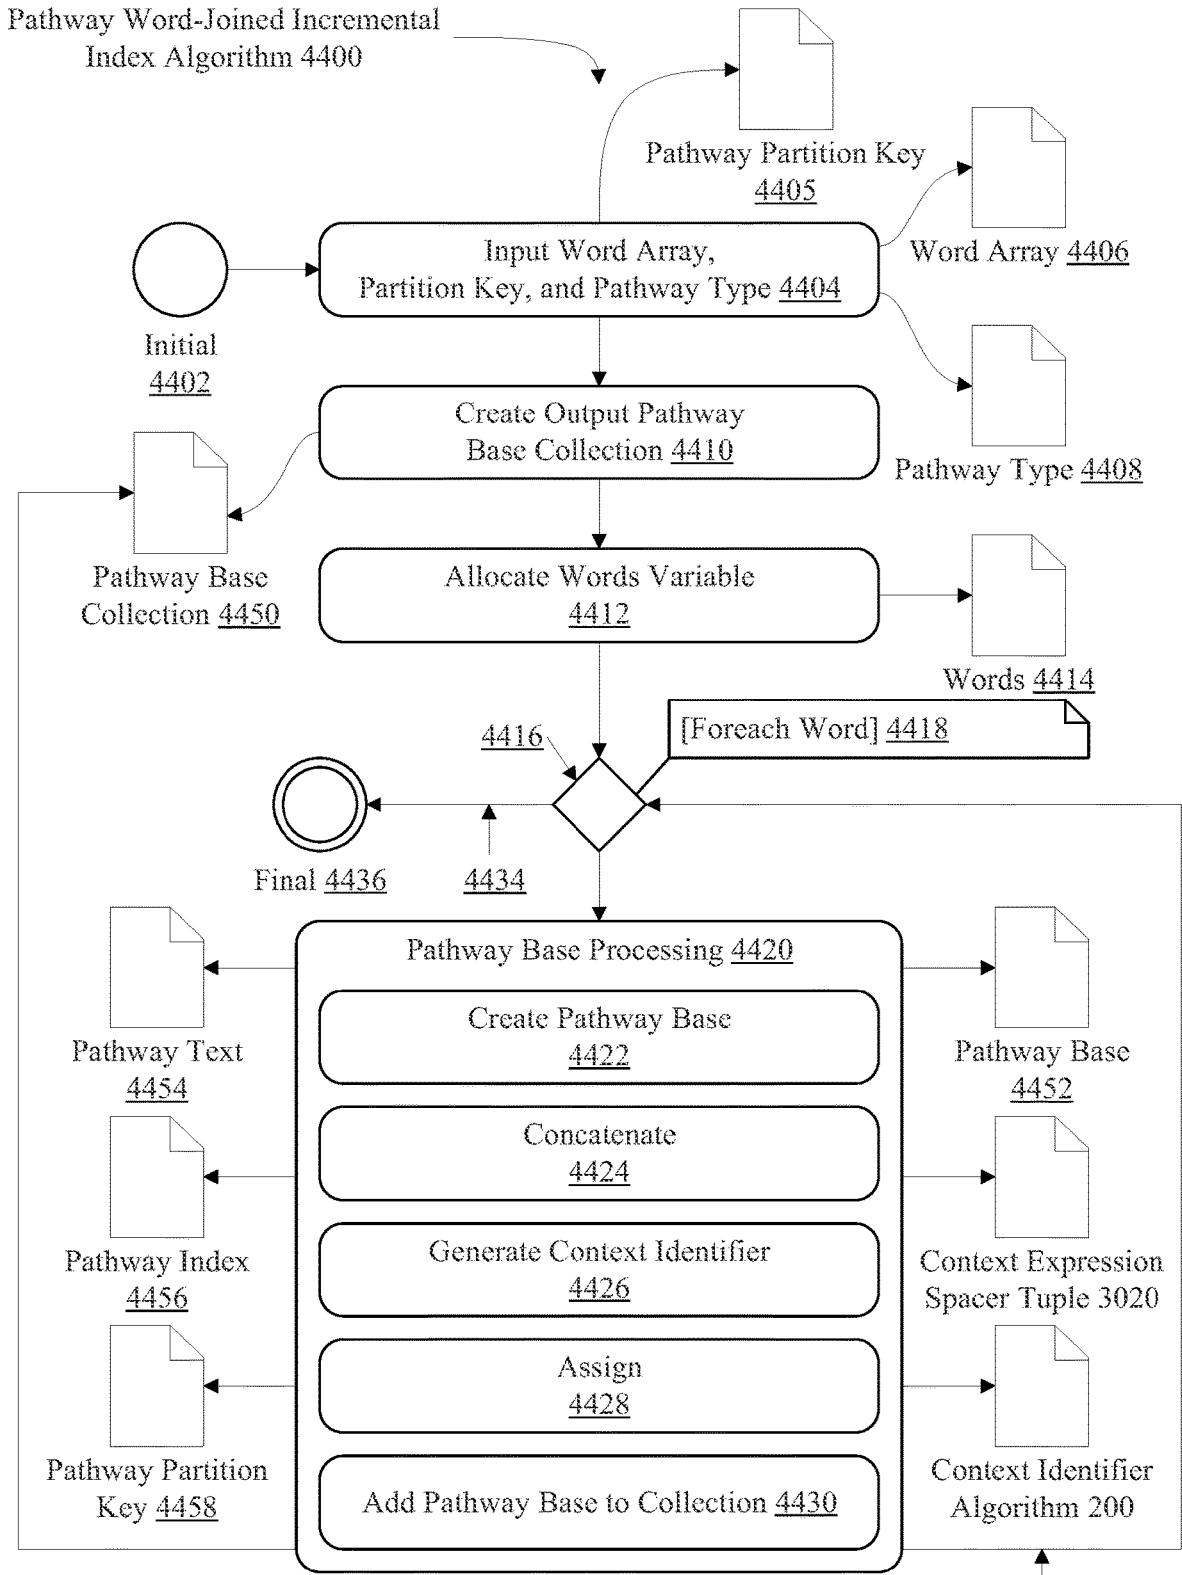 Pathway Word-Joined Incremental
Index Algorithm 4400
Pathway Partition Key
4405
Word Array 4406
Input Word Array,
Partition Key, and Pathway Type 4404
Initial
4402
Pathway Type 4408
Create Output Pathway
Base Collection 4410
Pathway Base
Collection 4450
Allocate Words Variable
4412
Words 4414
[Foreach Word] 4418
4416
Final 4436
4434
Pathway Base Processing 4420
Create Pathway Base
4422
Concatenate
4424
Generate Context Identifier
4426
Assign
4428
Add Pathway Base to Collection 4430
Pathway Text
4454
Pathway Index
4456
Pathway Partition
Key 4458
Pathway Base
4452
Context Expression
Spacer Tuple 3020
Context Identifier
Algorithm 200